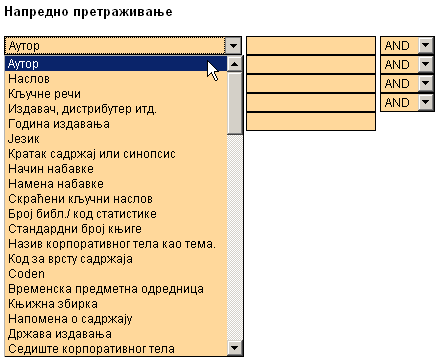 Напредно претраживање
Аутор AND
Аутор AND
Наслов AND
Кључне речи AND
Издавач, дистрибутер итд.
Година издавања
Језик
Кратак садржај или синопсис
Начин набавке
Намена набавке
Скраћени кључни наслов
Број библ./ код статистике
Стандардни број књиге
Назив корпоративног тела као тема.
Код за врсту садржаја
Coden
Временска предметна одредница
Књижна збирка
Напомена о садржају
Држава издавања
Седиште корпоративног тела